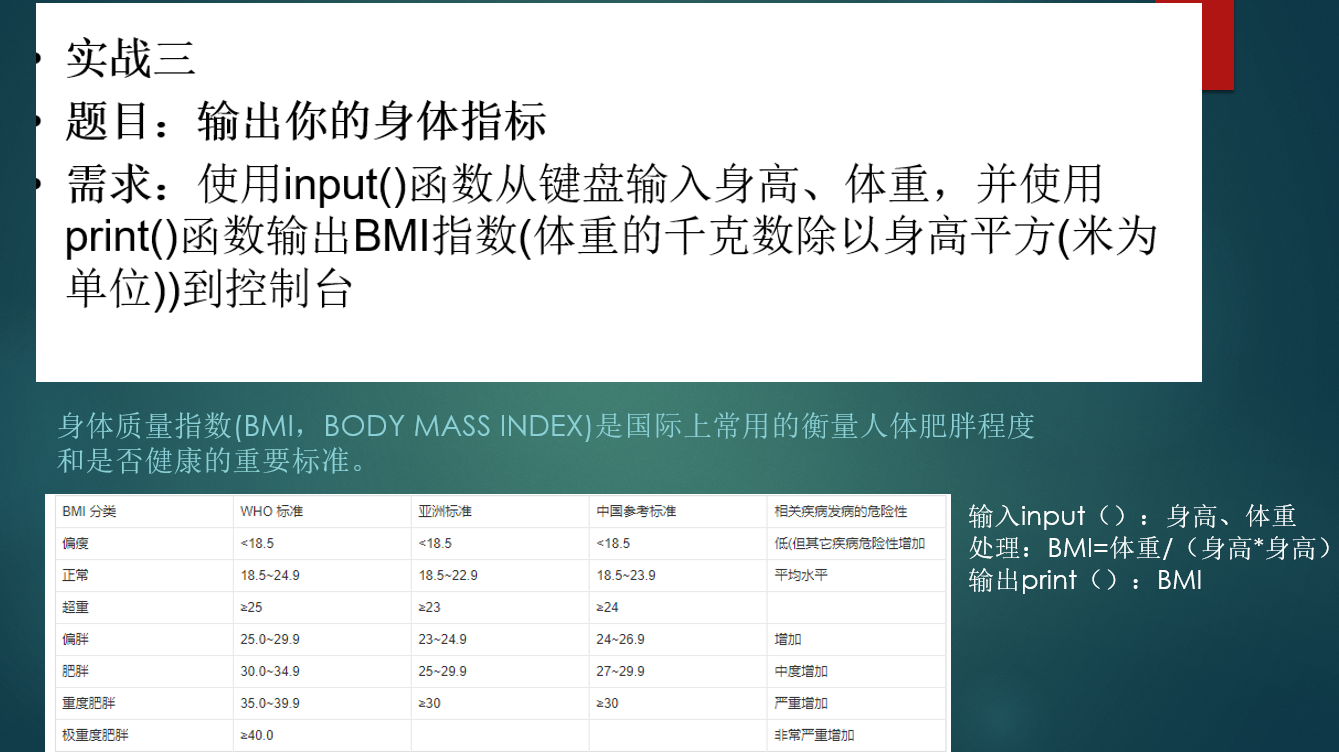 • 实战三
• 题目：输出你的身体指标
• 需求：使用input()函数从键盘输入身高、体重，并使用
print()函数输出BMI指数(体重的千克数除以身高平方(米为
单位))到控制台
身体质量指数(BMI，BODY MASS INDEX)是国际上常用的衡量人体肥胖程度
和是否健康的重要标准。
BMI 分类 WHO 标准 亚洲标准 中国参考标准 相关疾病发病的危险性
偏瘦 <18.5 <18.5 <18.5 低(但其它疾病危险性增加
正常 18.5~24.9 18.5~22.9 18.5~23.9 平均水平
超重 ≥25 ≥23 ≥24
偏胖 25.0~29.9 23~24.9 24~26.9 增加
肥胖 30.0~34.9 25~29.9 27~29.9 中度增加
重度肥胖 35.0~39.9 ≥30 ≥30 严重增加
极重度肥胖 ≥40.0 非常严重增加
输入input（）：身高、体重
处理：BMI=体重/（身高*身高）
输出print（）：BMI